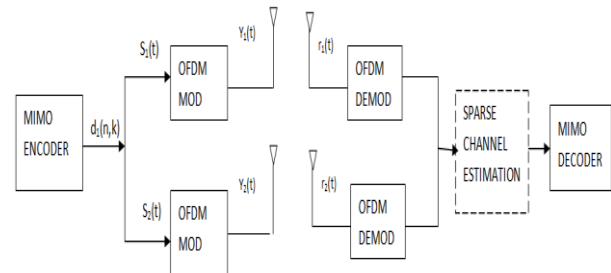 MIMO
ENCODER
d₁(n,k)
S₁(t)
OFDM
MOD
Y₁(t)
S₂(t)
OFDM
MOD
Y₂(t)
r₁(t)
OFDM
DEMOD
r₂(t)
OFDM
DEMOD
SPARSE
CHANNEL
ESTIMATION
MIMO
DECODER